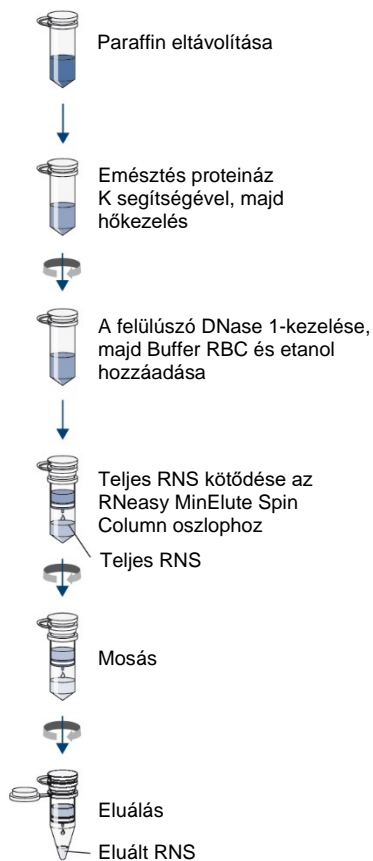 Paraffin eltávolítása
Emésztés proteináz
K segítségével, majd
hőkezelés
A felülúszó DNase 1-kezelése,
majd Buffer RBC és etanol
hozzáadása
Teljes RNS kötődése az
RNeasy MinElute Spin
Column oszlophoz
Teljes RNS
Mosás
Eluálás
Eluált RNS